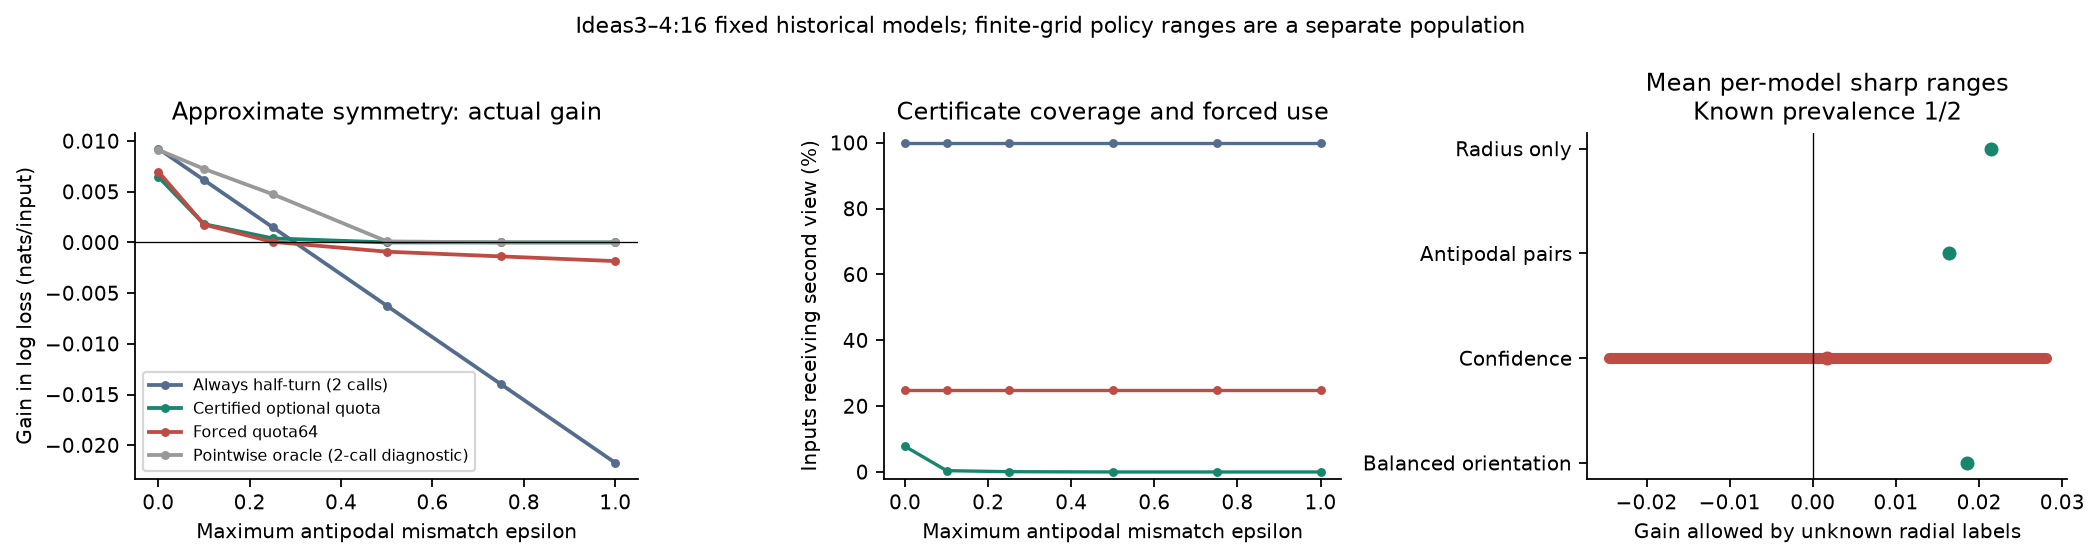 Ideas3–4:16 fixed historical models; finite-grid policy ranges are a separate population
Approximate symmetry: actual gain
Gain in log loss (nats/input)
0.010
0.005
0.000
−0.005
−0.010
−0.015
−0.020
Always half-turn (2 calls)
Certified optional quota
Forced quota64
Pointwise oracle (2-call diagnostic)
0.0 0.2 0.4 0.6 0.8 1.0
Maximum antipodal mismatch epsilon
Certificate coverage and forced use
Inputs receiving second view (%)
100
80
60
40
20
0
0.0 0.2 0.4 0.6 0.8 1.0
Maximum antipodal mismatch epsilon
Mean per-model sharp ranges
Known prevalence 1/2
Radius only
Antipodal pairs
Confidence
Balanced orientation
−0.02 −0.01 0.00 0.01 0.02 0.03
Gain allowed by unknown radial labels